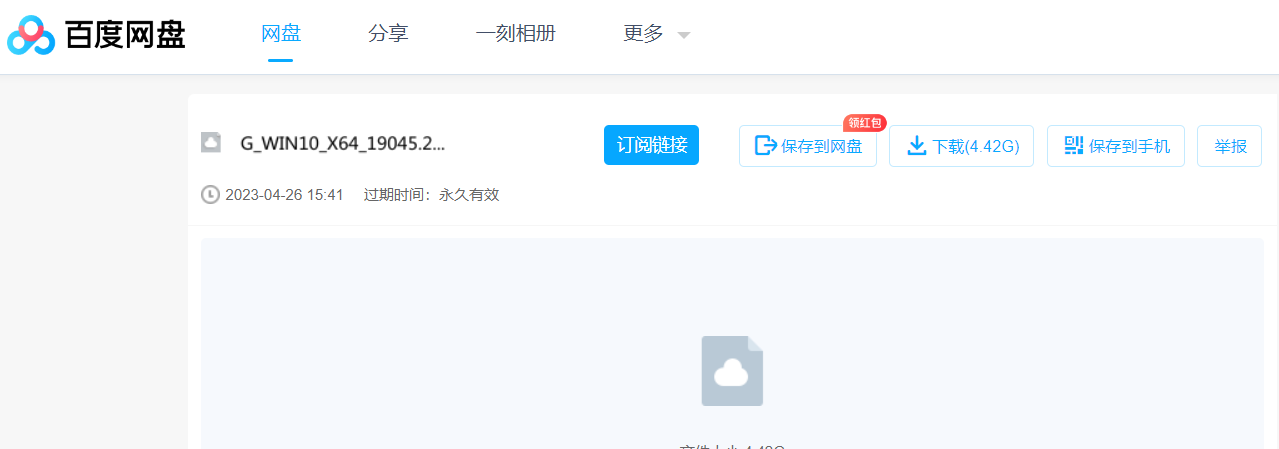 百度网盘 网盘 分享 一刻相册 更多
领红包
G_WIN10_X64_19045.2... 订阅链接 保存到网盘 下载(4.42G) 保存到手机 举报
2023-04-26 15:41 过期时间：永久有效